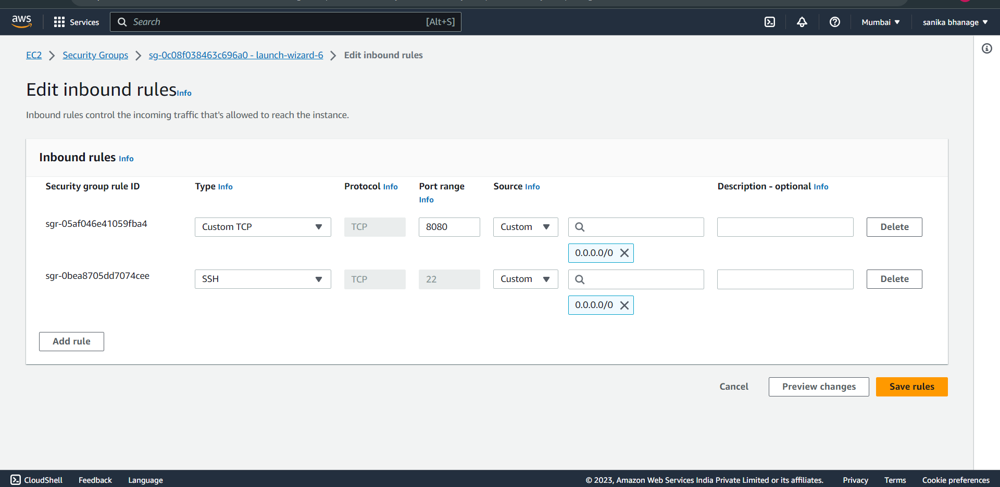 aws Services Search [Alt+S] Mumbai sanika bhanage
EC2 Security Groups sg-0c08f038463c696a0 - launch-wizard-6 Edit inbound rules
Edit inbound rules Info
Inbound rules control the incoming traffic that's allowed to reach the instance.
Inbound rules Info
Security group rule ID Type Info Protocol Info Port range Info Source Info Description - optional Info
sgr-05af046e41059fba4 Custom TCP TCP 8080 Custom Delete
0.0.0.0/0
sgr-0bea8705dd7074cee SSH TCP 22 Custom Delete
0.0.0.0/0
Add rule
Cancel Preview changes Save rules
CloudShell Feedback Language © 2023, Amazon Web Services India Private Limited or its affiliates. Privacy Terms Cookie preferences